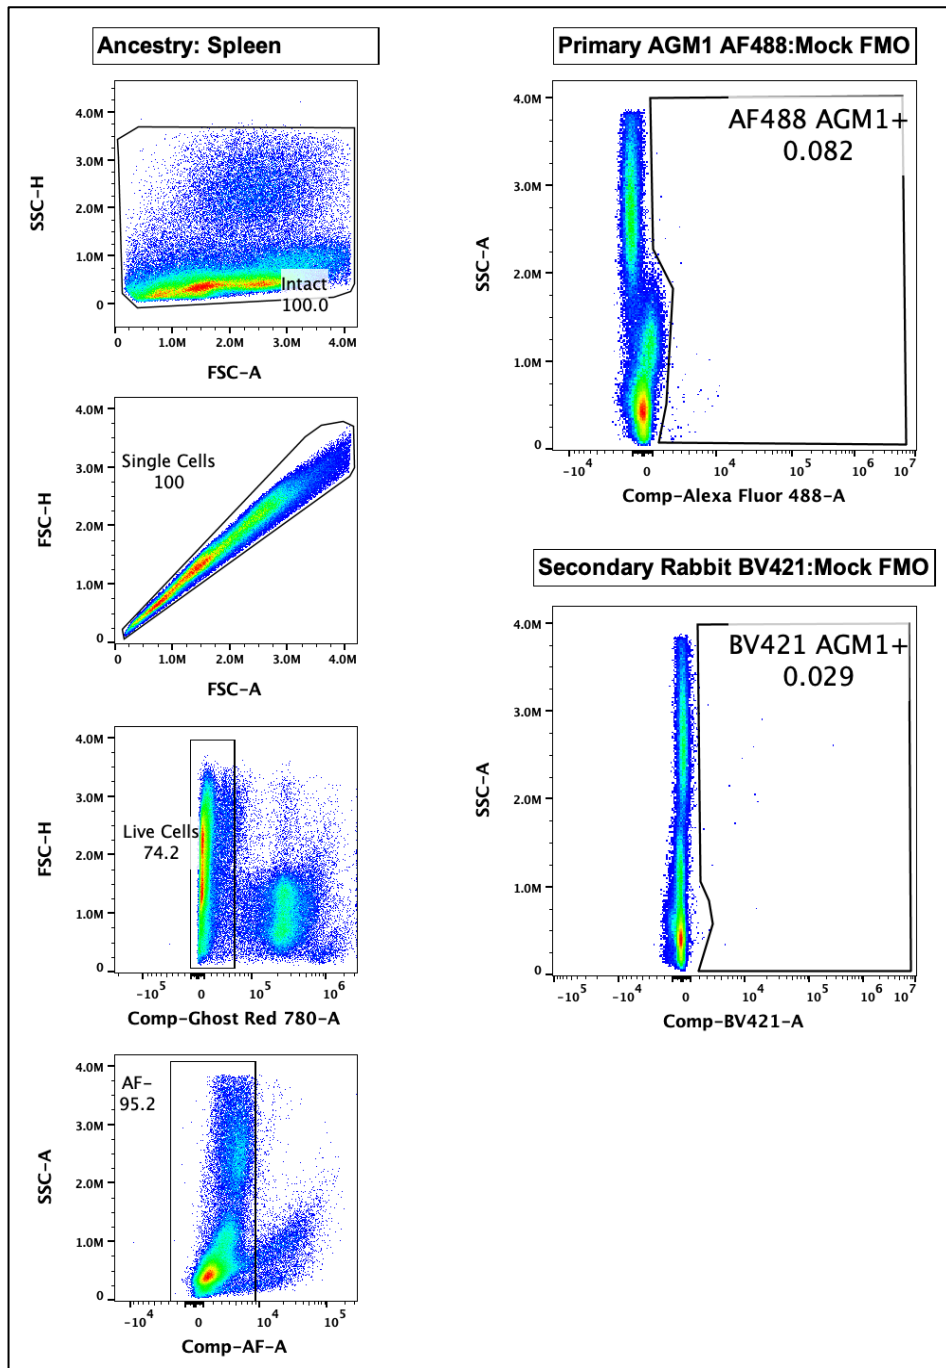 Ancestry: Spleen
4.0M
3.0M
2.0M
1.0M
0
SSC-H
Intact
100.0
0 1.0M 2.0M 3.0M 4.0M
FSC-A
4.0M
3.0M
2.0M
1.0M
0
FSC-H
Single Cells
100
0 1.0M 2.0M 3.0M 4.0M
FSC-A
4.0M
3.0M
2.0M
1.0M
0
FSC-H
Live Cells
74.2
-10^5 0 10^5 10^6
Comp-Ghost Red 780-A
4.0M
3.0M
2.0M
1.0M
0
SSC-A
AF-
95.2
-10^4 0 10^4 10^5
Comp-AF-A
Primary AGM1 AF488:Mock FMO
4.0M
3.0M
2.0M
1.0M
0
SSC-A
AF488 AGM1+
0.082
-10^4 0 10^4 10^5 10^6 10^7
Comp-Alexa Fluor 488-A
Secondary Rabbit BV421:Mock FMO
4.0M
3.0M
2.0M
1.0M
0
SSC-A
BV421 AGM1+
0.029
-10^5 -10^4 0 10^4 10^5 10^6 10^7
Comp-BV421-A